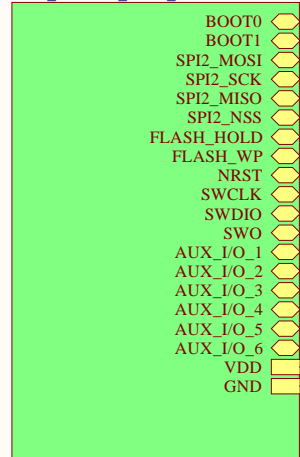 BOOT0
BOOT1
SPI2_MOSI
SPI2_SCK
SPI2_MISO
SPI2_NSS
FLASH_HOLD
FLASH_WP
NRST
SWCLK
SWDIO
SWO
AUX_I/O_1
AUX_I/O_2
AUX_I/O_3
AUX_I/O_4
AUX_I/O_5
AUX_I/O_6
VDD
GND